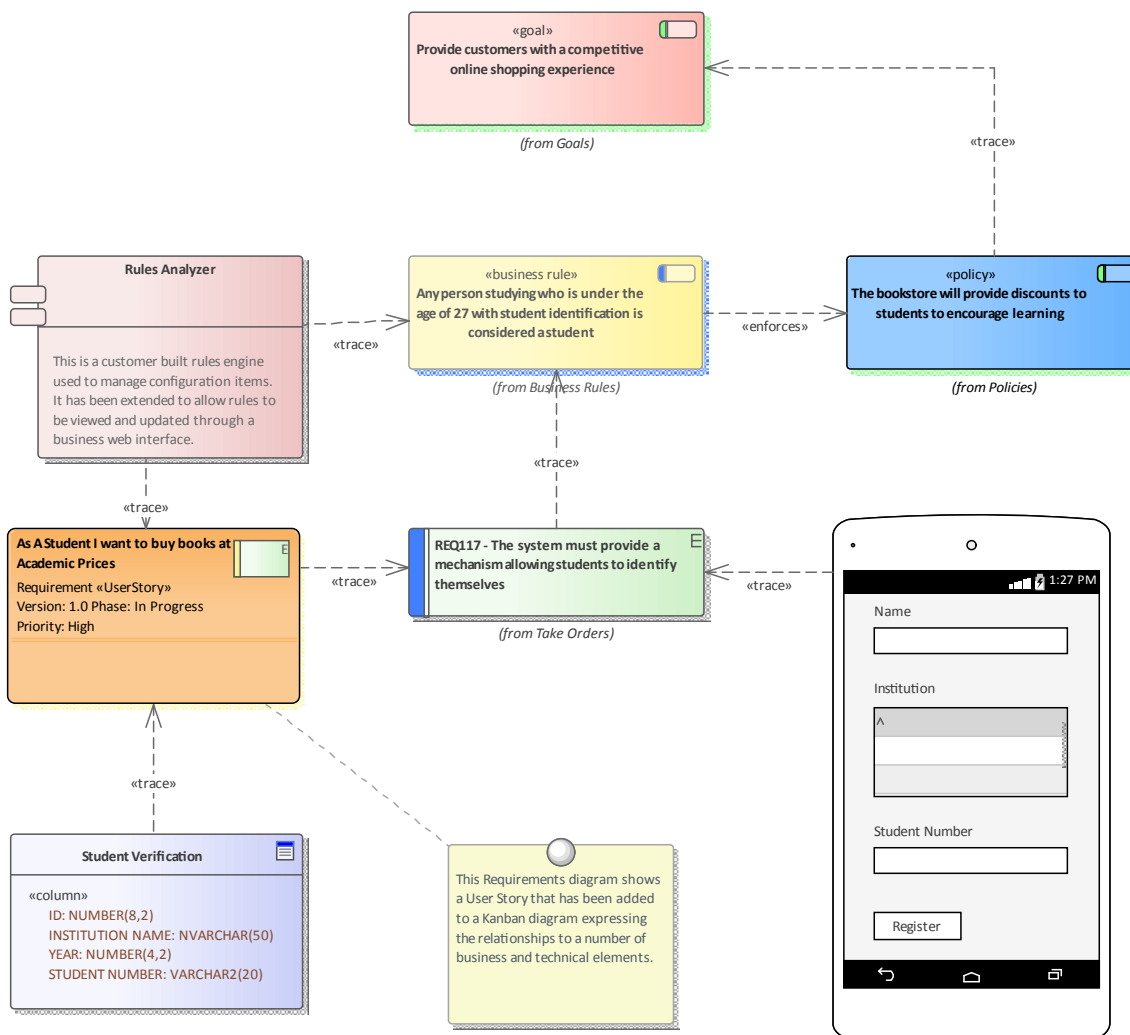 «goal»
Provide customers with a competitive
online shopping experience
(from Goals)
«trace»
Rules Analyzer
This is a customer built rules engine
used to manage configuration items.
It has been extended to allow rules to
be viewed and updated through a
business web interface.
«trace»
«business rule»
Any person studying who is under the
age of 27 with student identification is
considered a student
(from Business Rules)
«enforces»
«policy»
The bookstore will provide discounts to
students to encourage learning
(from Policies)
«trace»
«trace»
As A Student I want to buy books at
Academic Prices
Requirement «UserStory»
Version: 1.0 Phase: In Progress
Priority: High
E
«trace»
REQ117 - The system must provide a
mechanism allowing students to identify
themselves
E
(from Take Orders)
«trace»
1:27 PM
Name
Institution
^
Student Number
Register
«trace»
Student Verification
«column»
ID: NUMBER(8,2)
INSTITUTION NAME: NVARCHAR(50)
YEAR: NUMBER(4,2)
STUDENT NUMBER: VARCHAR2(20)
This Requirements diagram shows
a User Story that has been added
to a Kanban diagram expressing
the relationships to a number of
business and technical elements.